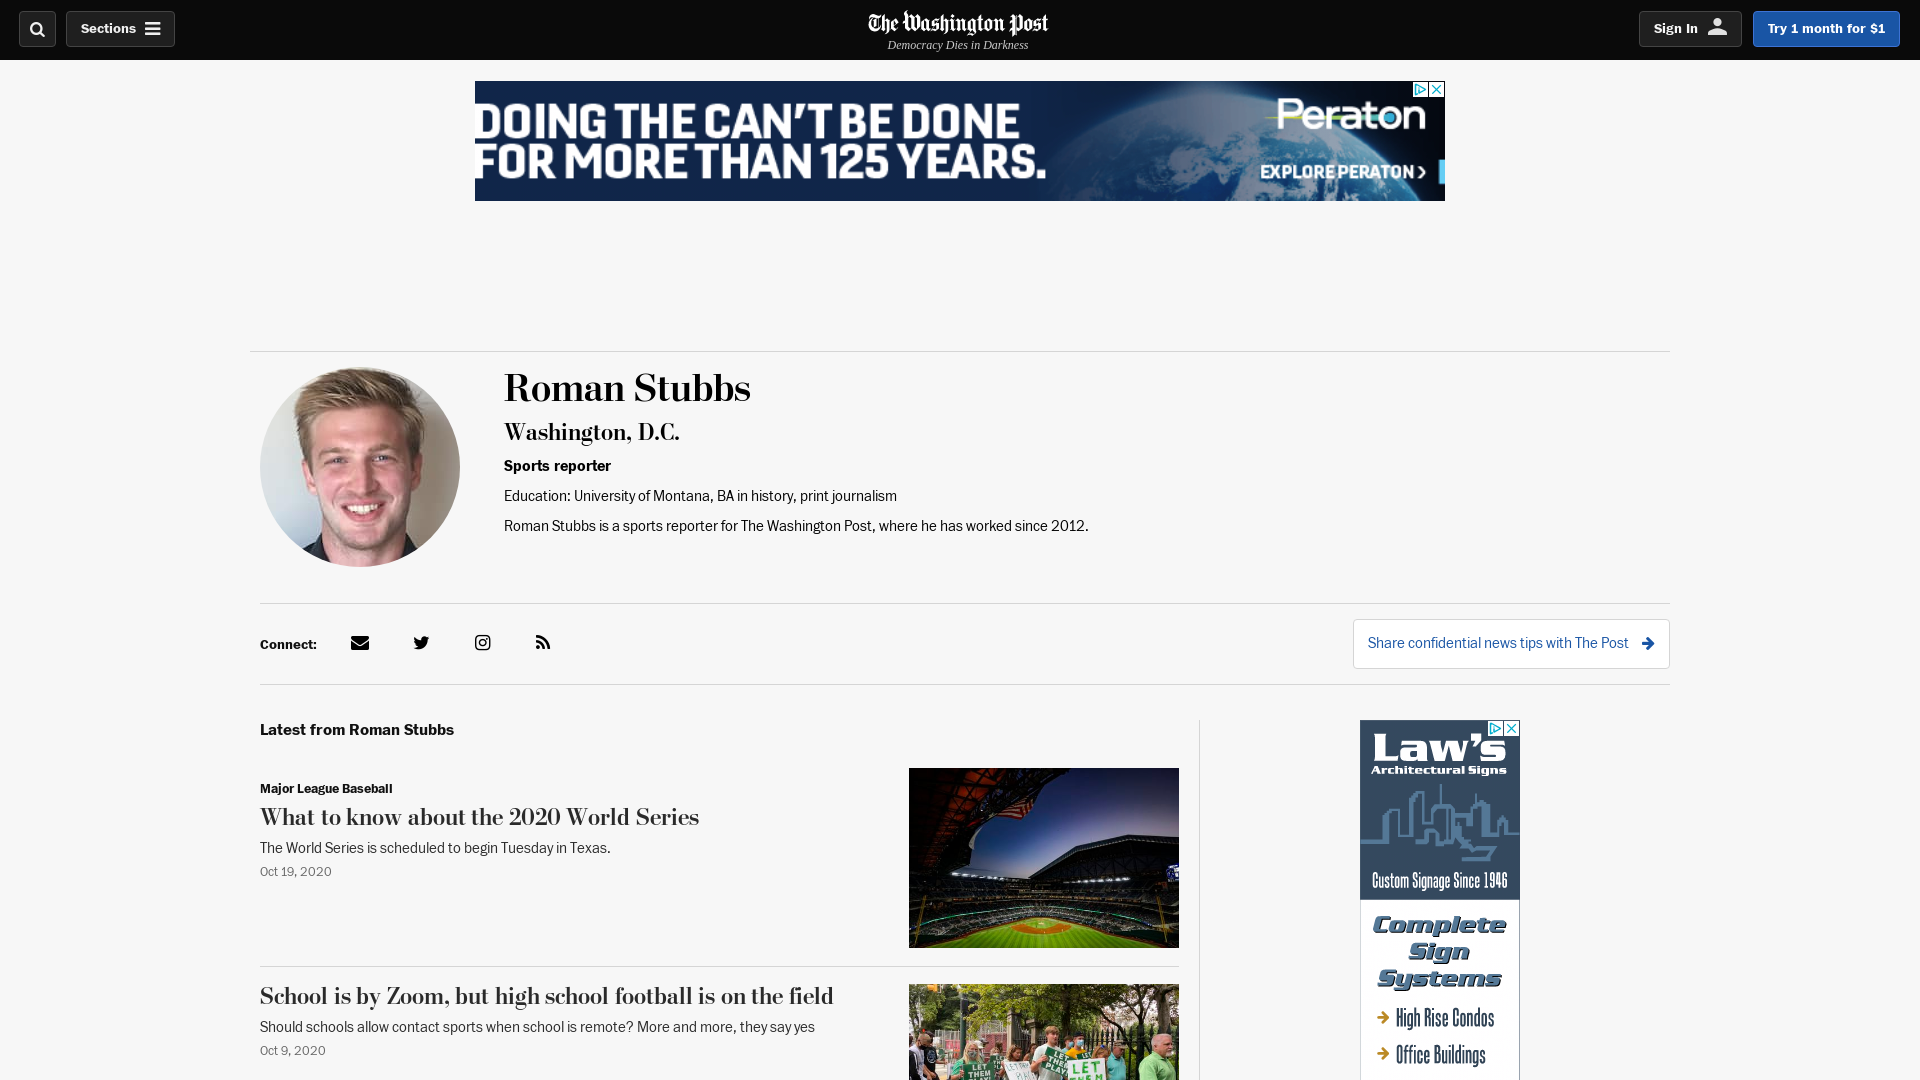 Sections
The Washington Post
Democracy Dies in Darkness
Sign In
Try 1 month for $1
DOING THE CAN'T BE DONE
FOR MORE THAN 125 YEARS.
Peraton
EXPLORE PERATON
Roman Stubbs
Washington, D.C.
Sports reporter
Education: University of Montana, BA in history, print journalism
Roman Stubbs is a sports reporter for The Washington Post, where he has worked since 2012.
Connect:
Share confidential news tips with The Post
Latest from Roman Stubbs
Major League Baseball
What to know about the 2020 World Series
The World Series is scheduled to begin Tuesday in Texas.
Oct 19, 2020
School is by Zoom, but high school football is on the field
Should schools allow contact sports when school is remote? More and more, they say yes
Oct 9, 2020
LET
THEM
PLAY!
LET
THEM
PLAY
LET
Law's
Architectural Signs
Custom Signage Since 1946
Complete
Sign
Systems
High Rise Condos
Office Buildings